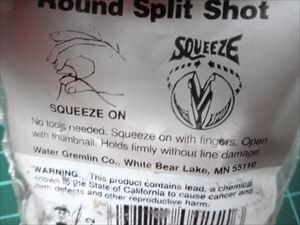 Round Split Shot
SQUEEZE
SQUEEZE ON
No tools needed. Squeeze on with fingers. Open
with thumbnail. Holds firmly without line damage.
Water Gremlin Co., White Bear Lake, MN 55110
WARNING: This product contains lead, a chemical
known to the State of California to cause cancer and
birth defects and other reproductive harm.